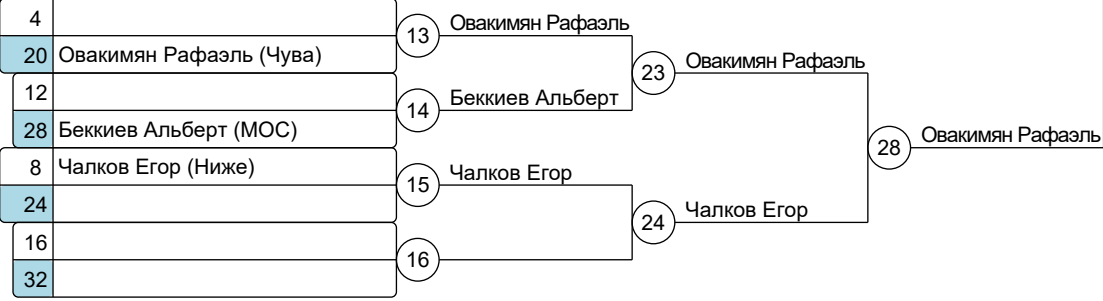 4
13
Овакимян Рафаэль
20 Овакимян Рафаэль (Чува)
23
Овакимян Рафаэль
12
14
Беккиев Альберт
28 Беккиев Альберт (МОС)
28
Овакимян Рафаэль
8 Чалков Егор (Ниже)
15
Чалков Егор
24
24
Чалков Егор
16
16
32